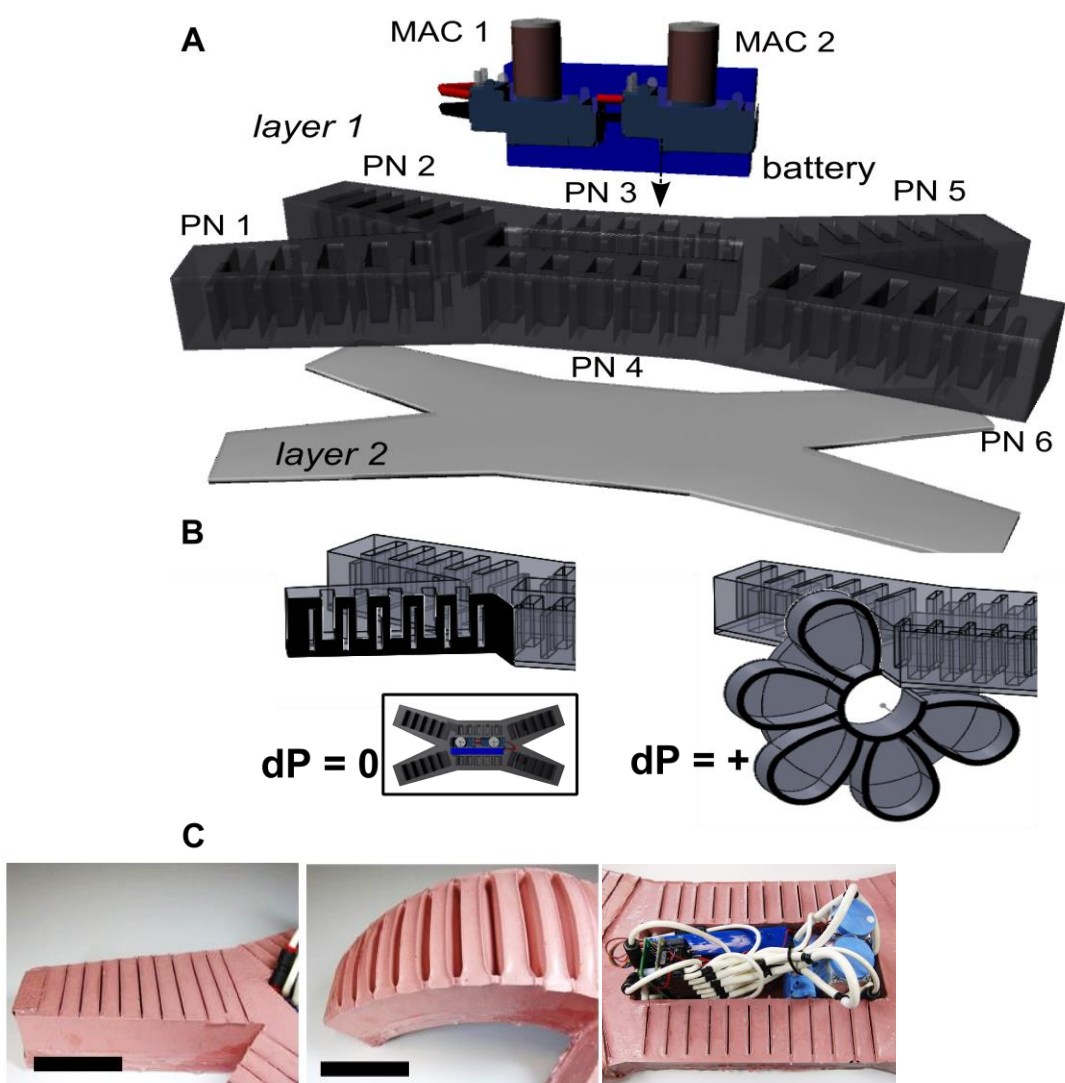 A
MAC 1
MAC 2
layer 1
battery
PN 2
PN 3
PN 5
PN 1
PN 4
PN 6
layer 2
B
dP = 0
dP = +
C